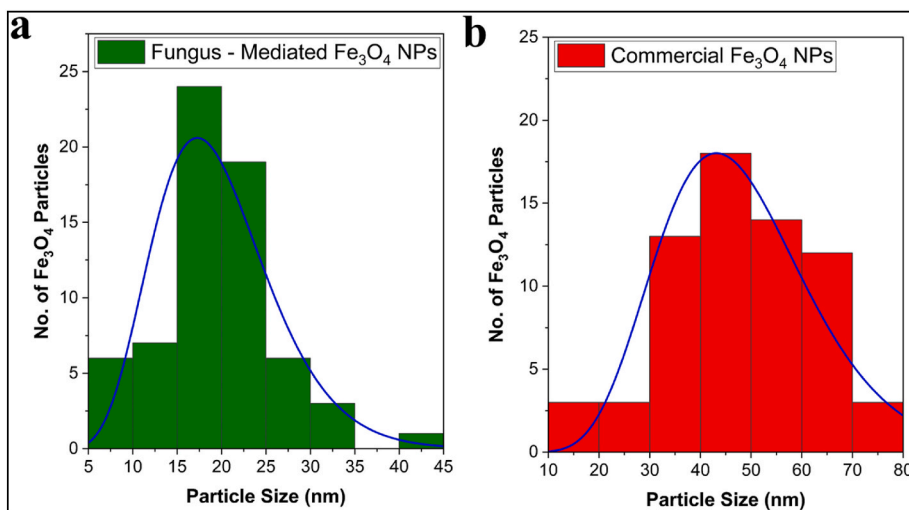 a
Fungus - Mediated Fe₃O₄ NPs
No. of Fe₃O₄ Particles
25
20
15
10
5
0
5 10 15 20 25 30 35 40 45
Particle Size (nm)
b
Commercial Fe₃O₄ NPs
No. of Fe₃O₄ Particles
25
20
15
10
5
0
10 20 30 40 50 60 70 80
Particle Size (nm)